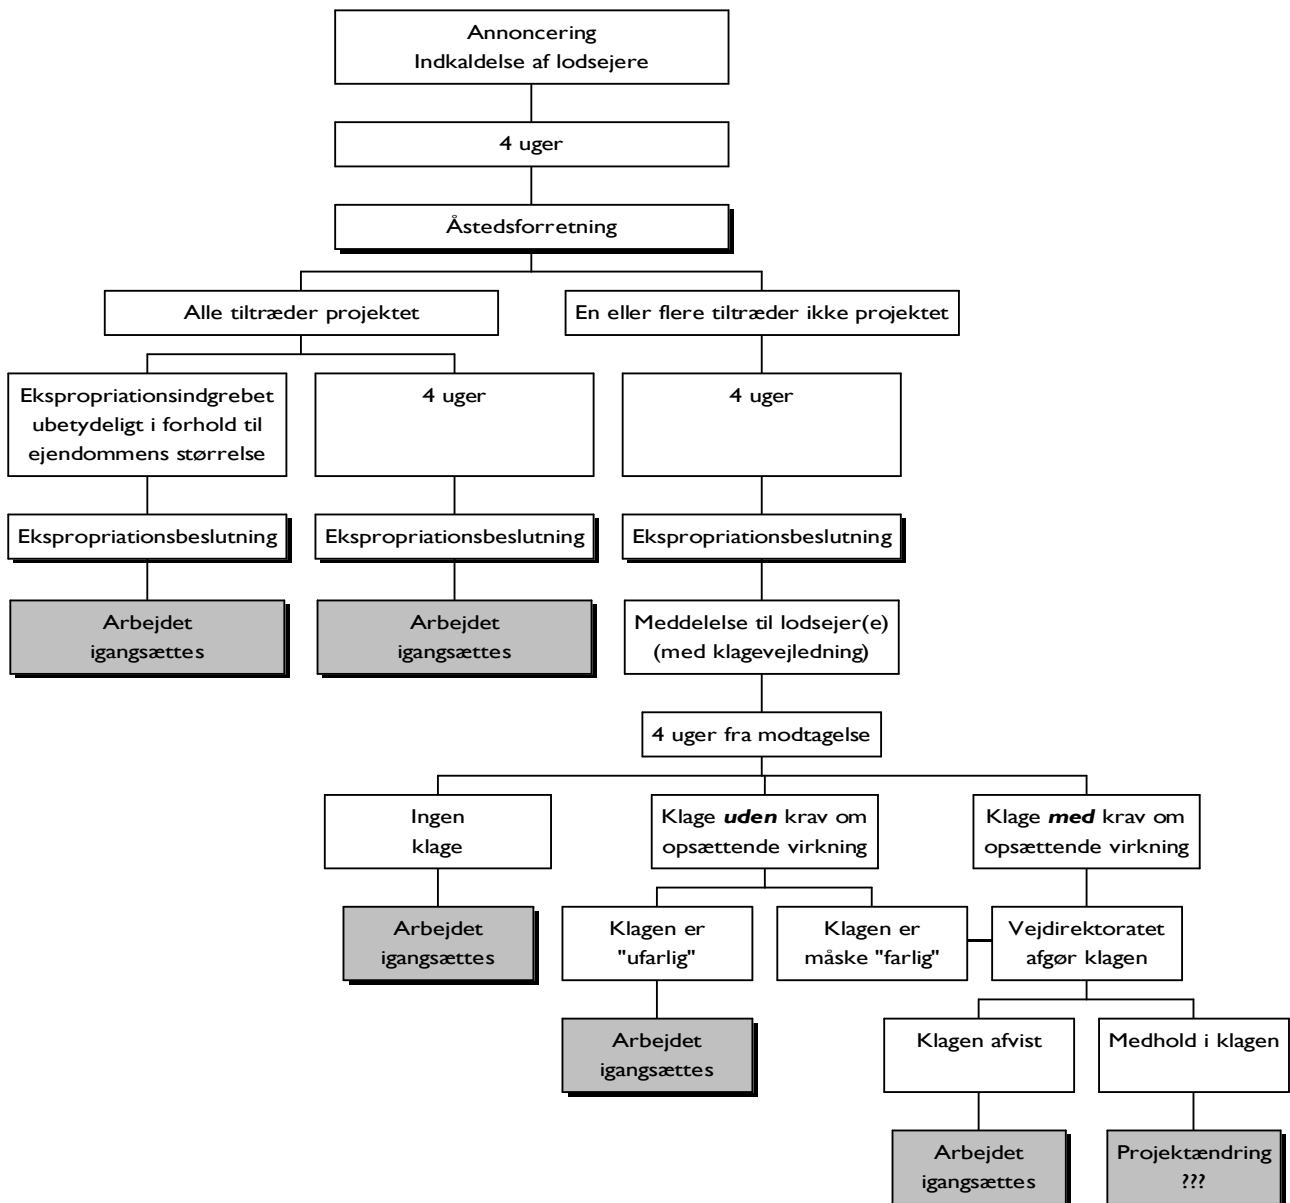 Annoncering
Indkaldelse af lodsejere
4 uger
Åstedsforretning
Alle tiltræder projektet
En eller flere tiltræder ikke projektet
Ekspropriationsindgrebet
ubetydeligt i forhold til
ejendommens størrelse
4 uger
4 uger
Ekspropriationsbeslutning
Ekspropriationsbeslutning
Ekspropriationsbeslutning
Arbejdet
igangsættes
Arbejdet
igangsættes
Meddelelse til lodsejer(e)
(med klagevejledning)
4 uger fra modtagelse
Ingen
klage
Klage uden krav om
opsættende virkning
Klage med krav om
opsættende virkning
Arbejdet
igangsættes
Klagen er
"ufarlig"
Klagen er
måske "farlig"
Vejdirektoratet
afgør klagen
Arbejdet
igangsættes
Klagen afvist
Medhold i klagen
Arbejdet
igangsættes
Projektændring
???